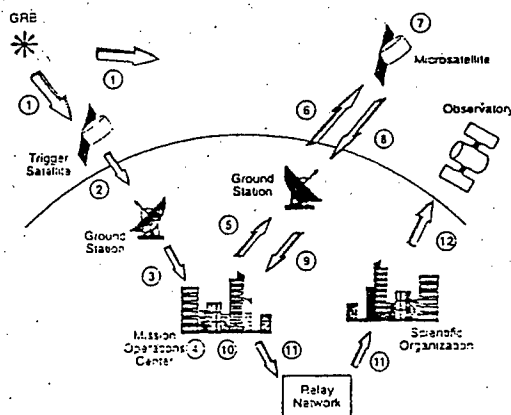 GRB
1
1
7
Microsatellite
6
8
Observatory
Trigger
Satellite
2
Ground
Station
Ground
Station
5
9
12
3
Mission
Operations
Center
4
10
11
11
Scientific
Organization
Relay
Network